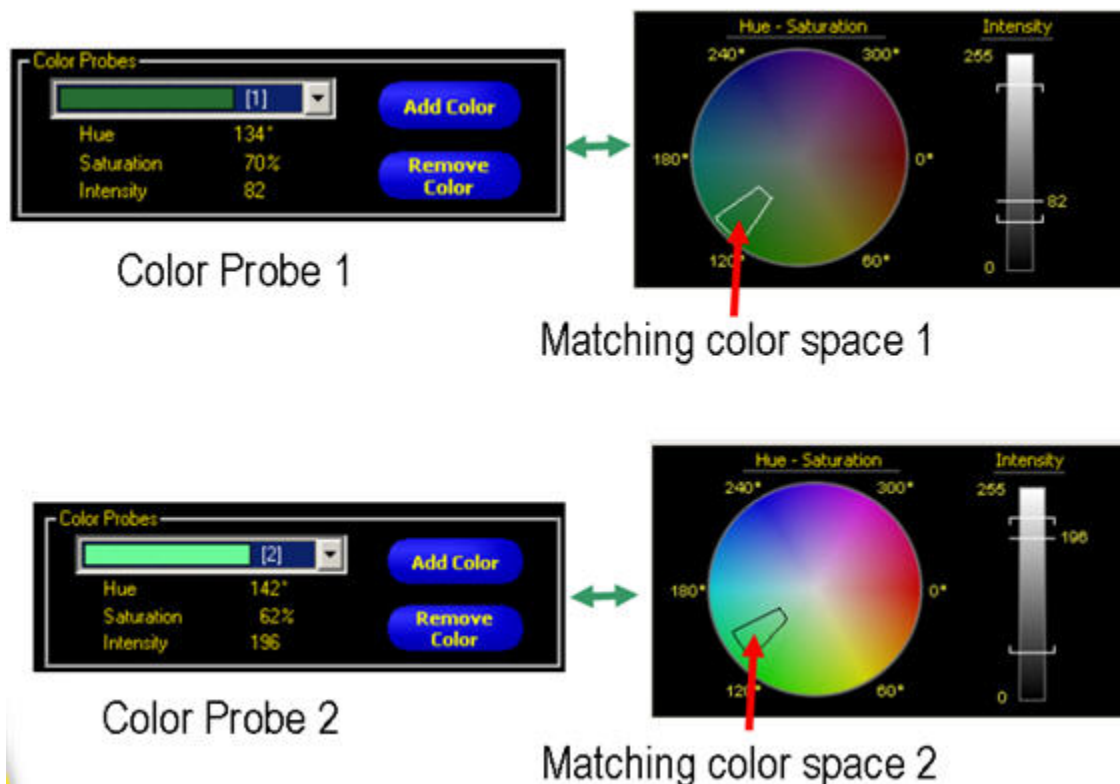 Color Probes
[1]
Add Color
Hue 134°
Saturation 70%
Intensity 82
Remove
Color
Color Probe 1
Hue - Saturation
Intensity
240°
300°
255
180°
0°
82
120°
60°
0
Matching color space 1
Color Probes
[2]
Add Color
Hue 142°
Saturation 62%
Intensity 196
Remove
Color
Color Probe 2
Hue - Saturation
Intensity
240°
300°
255
196
180°
0°
60°
0
Matching color space 2